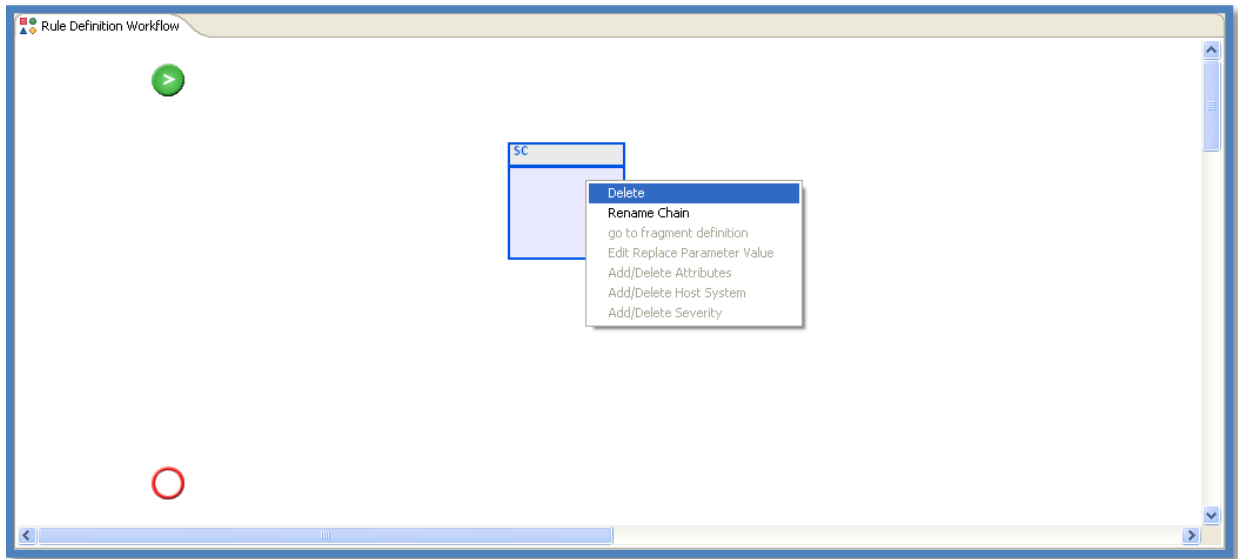 Rule Definition Workflow
>
SC
Delete
Rename Chain
go to fragment definition
Edit Replace Parameter Value
Add/Delete Attributes
Add/Delete Host System
Add/Delete Severity